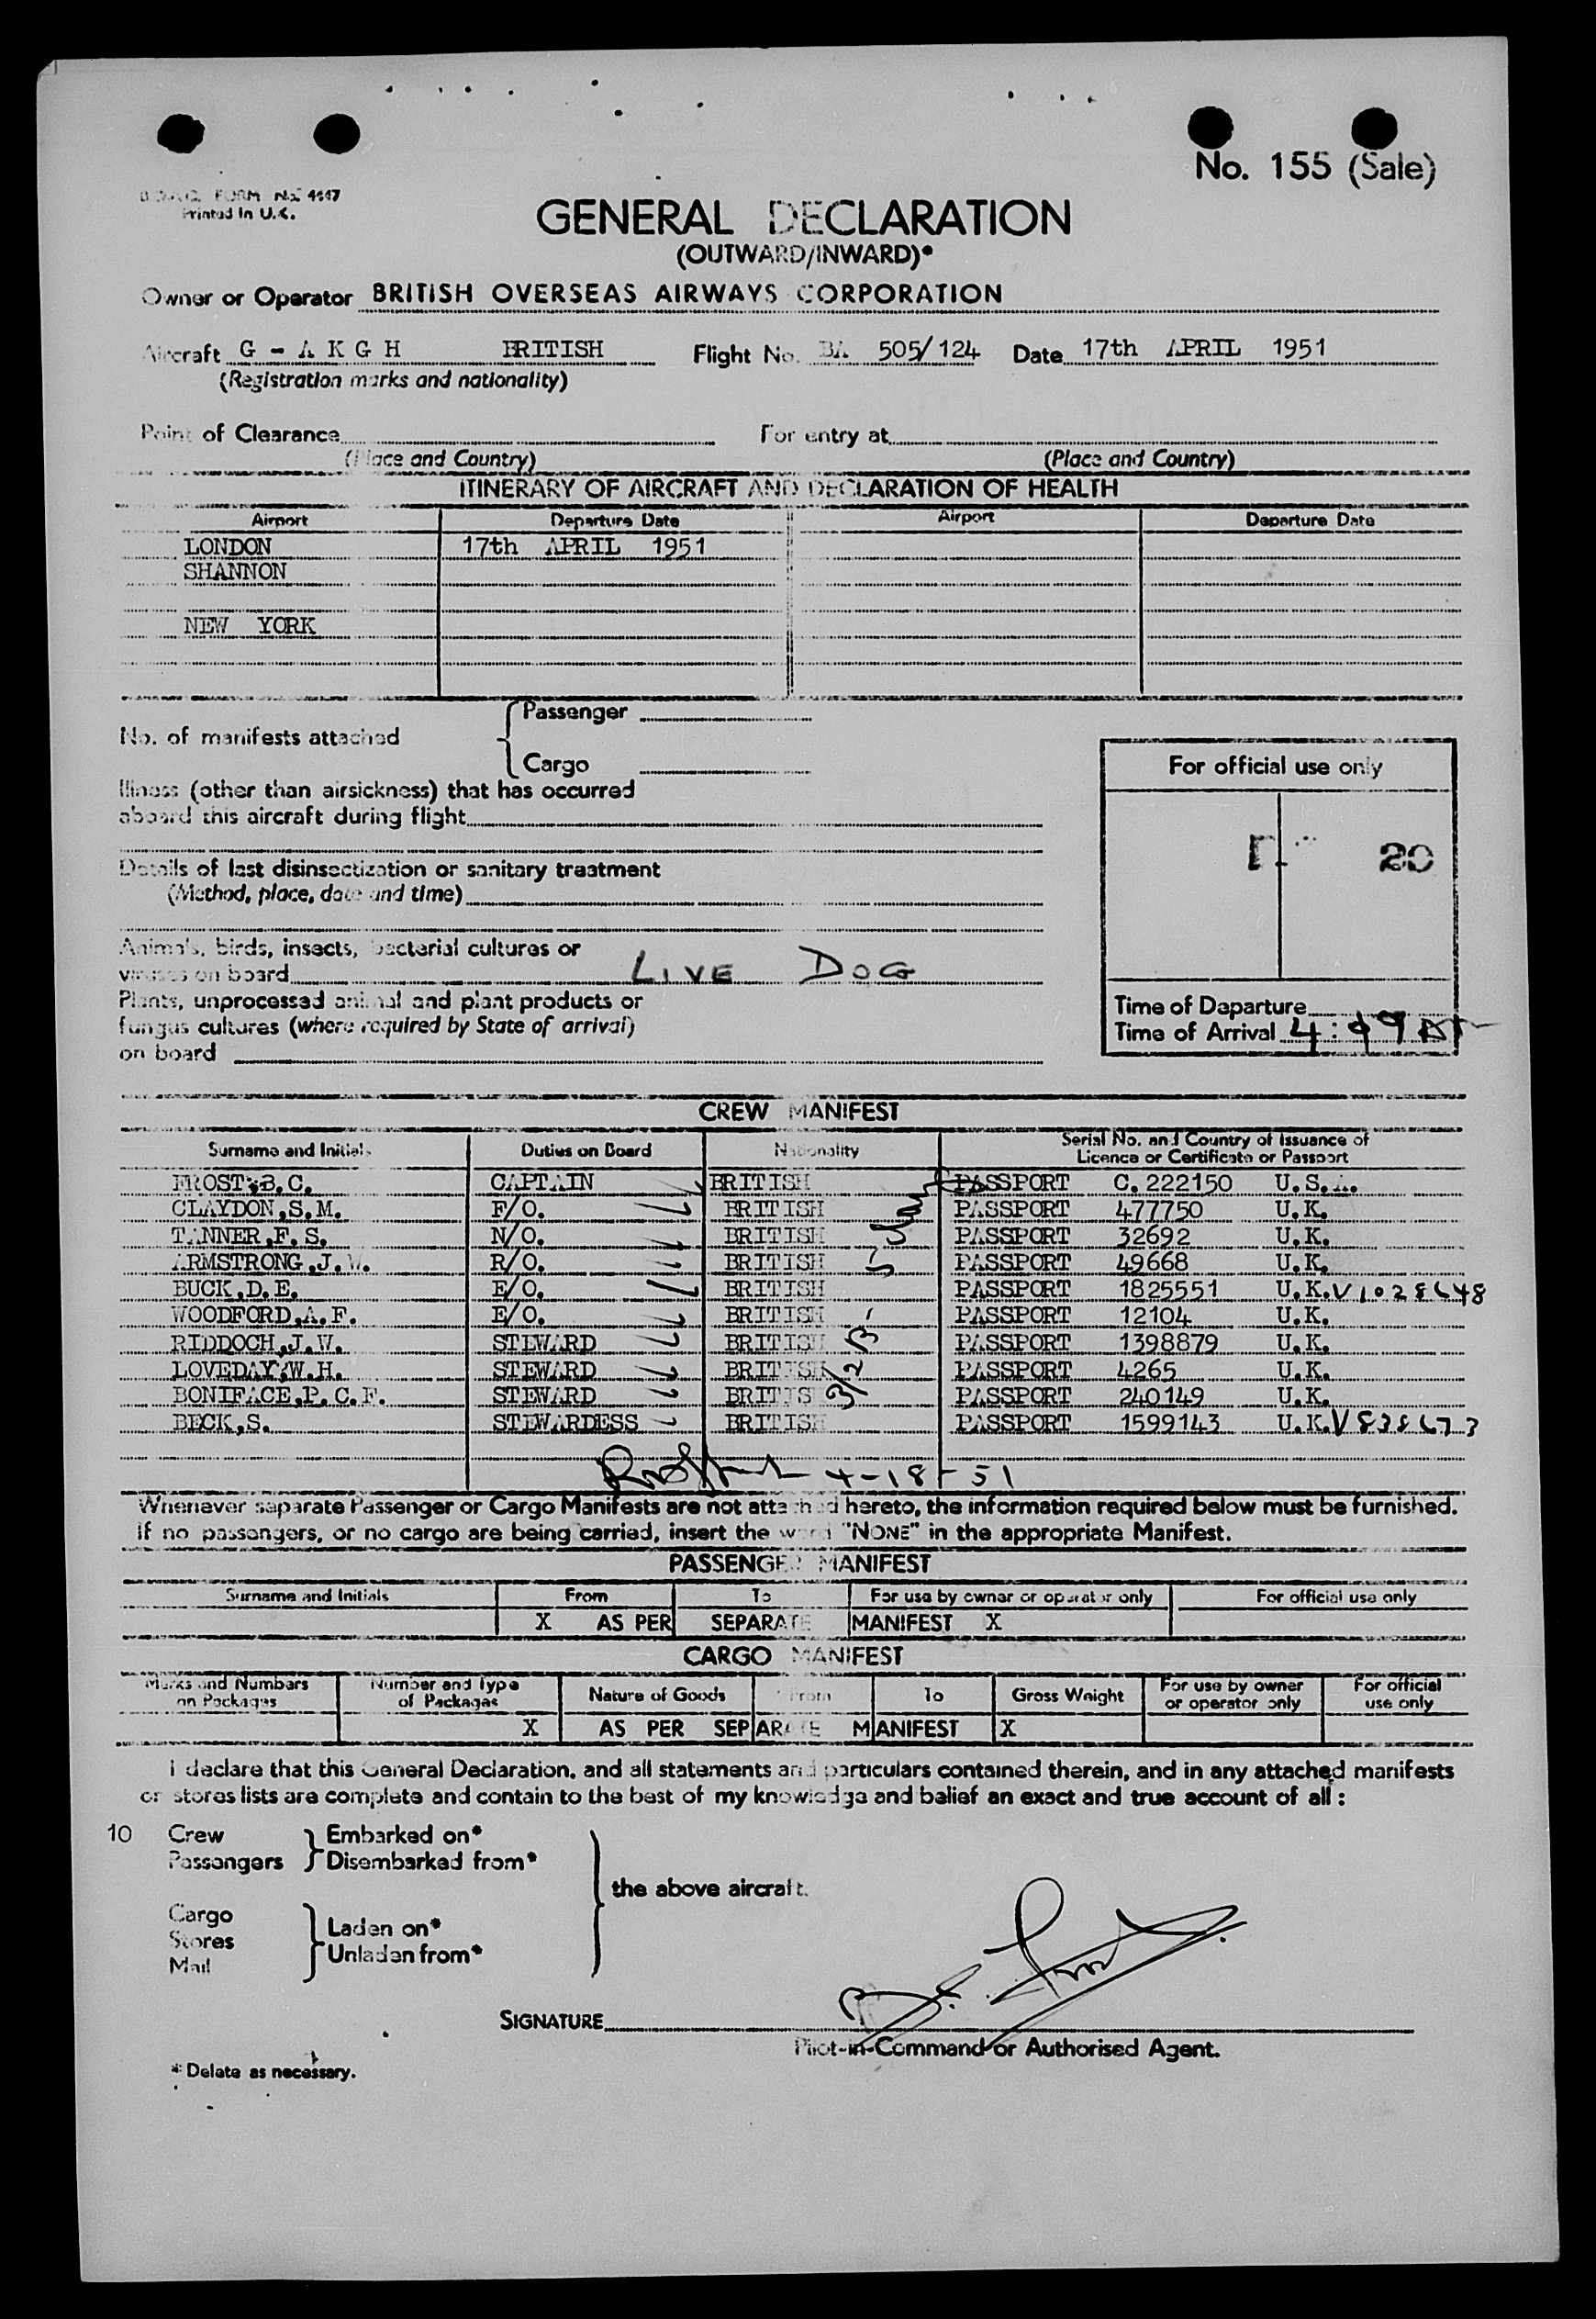 No. 155 (Sale)
FORM No. 4447
Printed in U.K.
GENERAL DECLARATION
(OUTWARD/INWARD)*
Owner or Operator BRITISH OVERSEAS AIRWAYS CORPORATION
Aircraft G - A K G H BRITISH Flight No. BA 505/124 Date 17th APRIL 1951
(Registration marks and nationality)
Point of Clearance For entry at
(Place and Country) (Place and Country)
ITINERARY OF AIRCRAFT AND DECLARATION OF HEALTH
Airport Departure Date Airport Departure Date
LONDON 17th APRIL 1951
SHANNON
NEW YORK
Passenger
No. of manifests attached
Cargo
For official use only
Illness (other than airsickness) that has occurred
aboard this aircraft during flight
20
Details of last disinsectization or sanitary treatment
(Method, place, date and time)
Animals, birds, insects, bacterial cultures or
viruses on board LIVE DOG
Plants, unprocessed animal and plant products or
fungus cultures (where required by State of arrival)
on board
Time of Departure
Time of Arrival
CREW MANIFEST
Surname and Initials Duties on Board Nationality Serial No. and Country of Issuance of
Licence or Certificate or Passport
FROST, B.C. CAPTAIN BRITISH PASSPORT C.222150 U.S.A.
CLAYDON, S.M. F/O. BRITISH PASSPORT 477750 U.K.
TANNER, F.S. N/O. BRITISH PASSPORT 32692 U.K.
ARMSTRONG, J.W. R/O. BRITISH PASSPORT 49668 U.K.
BUCK, D.E. E/O. BRITISH PASSPORT 1825551 U.K. V1028648
WOODFORD, A.F. E/O. BRITISH PASSPORT 12104 U.K.
RIDDOCH, J.W. STEWARD BRITISH PASSPORT 1398879 U.K.
LOVEDAY, W.H. STEWARD BRITISH PASSPORT 4265 U.K.
BONIFACE, P.C.F. STEWARD BRITISH PASSPORT 240149 U.K.
BECK, S. STEWARDESS BRITISH PASSPORT 1599143 U.K. V838673
4-18-51
Whenever separate Passenger or Cargo Manifests are not attached hereto, the information required below must be furnished.
If no passengers, or no cargo are being carried, insert the word "NONE" in the appropriate Manifest.
PASSENGER MANIFEST
Surname and Initials From To For use by owner or operator only For official use only
X AS PER SEPARATE MANIFEST X
CARGO MANIFEST
Marks and Numbers on Packages Number and Type of Packages Nature of Goods From To Gross Weight For use by owner or operator only For official use only
X AS PER SEPARATE MANIFEST X
I declare that this General Declaration, and all statements and particulars contained therein, and in any attached manifests
or stores lists are complete and contain to the best of my knowledge and belief an exact and true account of all :
10 Crew Embarked on*
Passengers Disembarked from*
the above aircraft.
Cargo
Stores Laden on*
Mail Unladen from*
SIGNATURE B.C. Frost
Pilot-in-Command or Authorised Agent.
* Delete as necessary.